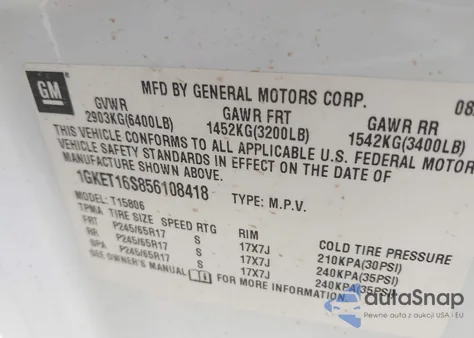 GM
MFD BY GENERAL MOTORS CORP.
GVWR GAWR FRT GAWR RR
2903KG(6400LB) 1452KG(3200LB) 1542KG(3400LB)
THIS VEHICLE CONFORMS TO ALL APPLICABLE U.S. FEDERAL MOTOR
VEHICLE SAFETY STANDARDS IN EFFECT ON THE DATE OF
MANUFACTURE SHOWN ABOVE.
1GKET16S856108418 TYPE: M.P.V.
MODEL: T15806
TPMA TIRE SIZE SPEED RTG RIM COLD TIRE PRESSURE
FRT P245/65R17 S 17X7J 210KPA(30PSI)
RR P245/65R17 S 17X7J 240KPA(35PSI)
SPA P245/65R17 S 17X7J 240KPA(35PSI)
SEE OWNER'S MANUAL FOR MORE INFORMATION.
autaSnap
Pewne auta z aukcji USA i EU